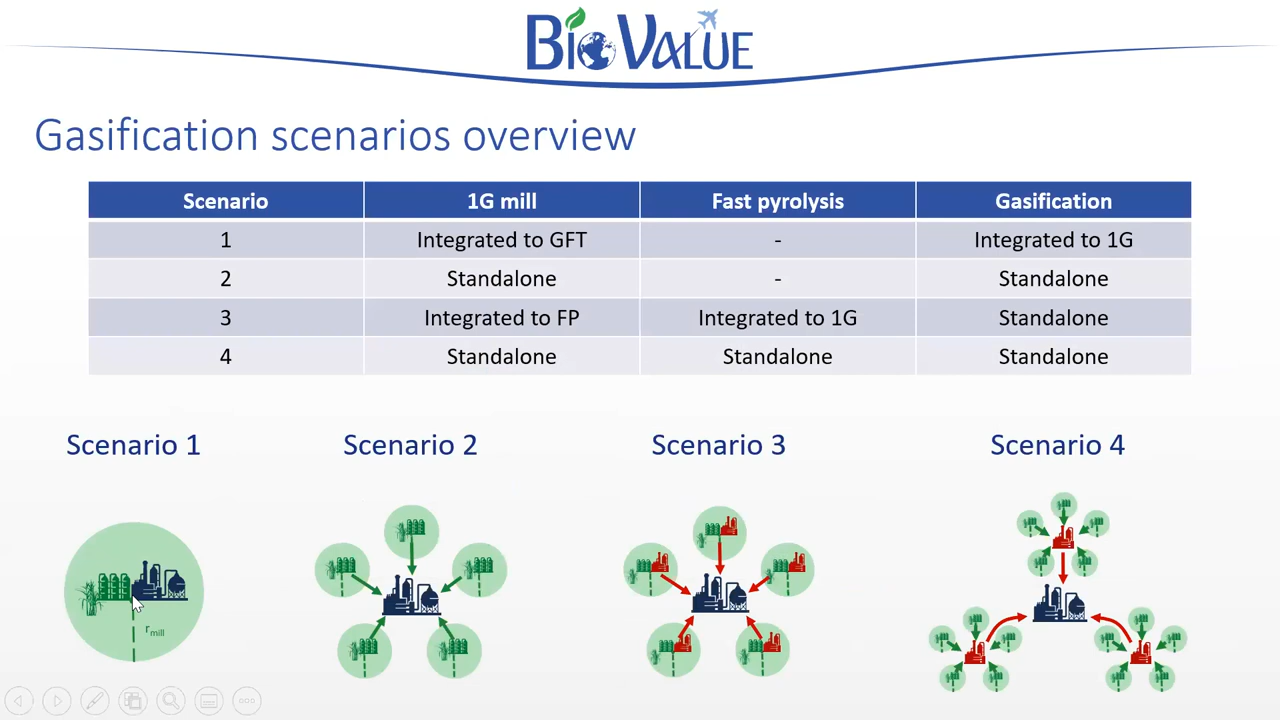 BioValue
Gasification scenarios overview
Scenario 1G mill Fast pyrolysis Gasification
1 Integrated to GFT - Integrated to 1G
2 Standalone - Standalone
3 Integrated to FP Integrated to 1G Standalone
4 Standalone Standalone Standalone
Scenario 1 Scenario 2 Scenario 3 Scenario 4
rmill